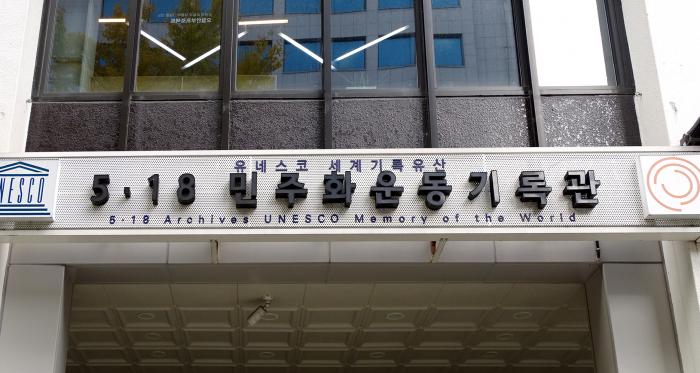 유네스코 세계기록유산
UNESCO
5·18 민주화운동기록관
5·18 Archives UNESCO Memory of the World